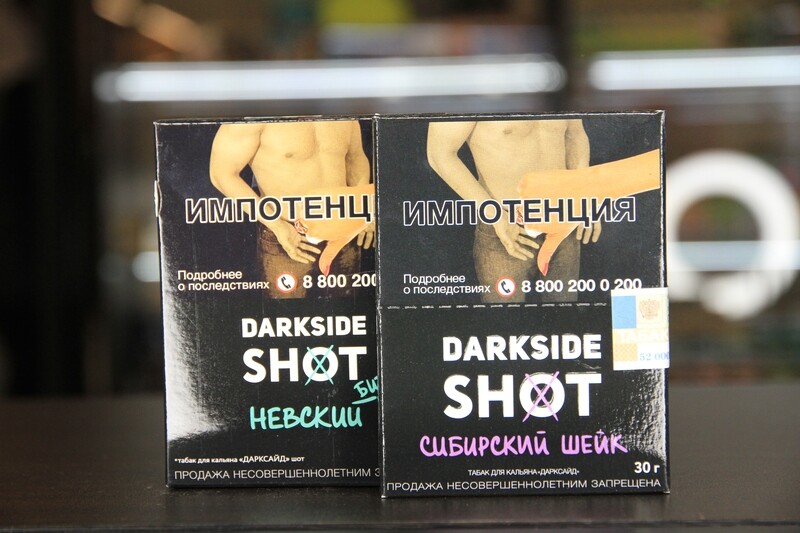 ИМПОТЕНЦ
Подробнее
о последствиях
8 800 200
DARKSIDE
SHOT
НЕВСКИЙ
*табак для кальяна «ДАРКСАЙД» шот
ПРОДАЖА НЕСОВЕРШЕННОЛЕТНИМ З
ИМПОТЕНЦИЯ
Подробнее
о последствиях
8 800 200 0 200
DARKSIDE
SHOT
СИБИРСКИЙ ШЕЙК
ТАБАК ДЛЯ КАЛЬЯНА «ДАРКСАЙД»
30 г
ПРОДАЖА НЕСОВЕРШЕННОЛЕТНИМ ЗАПРЕЩЕНА